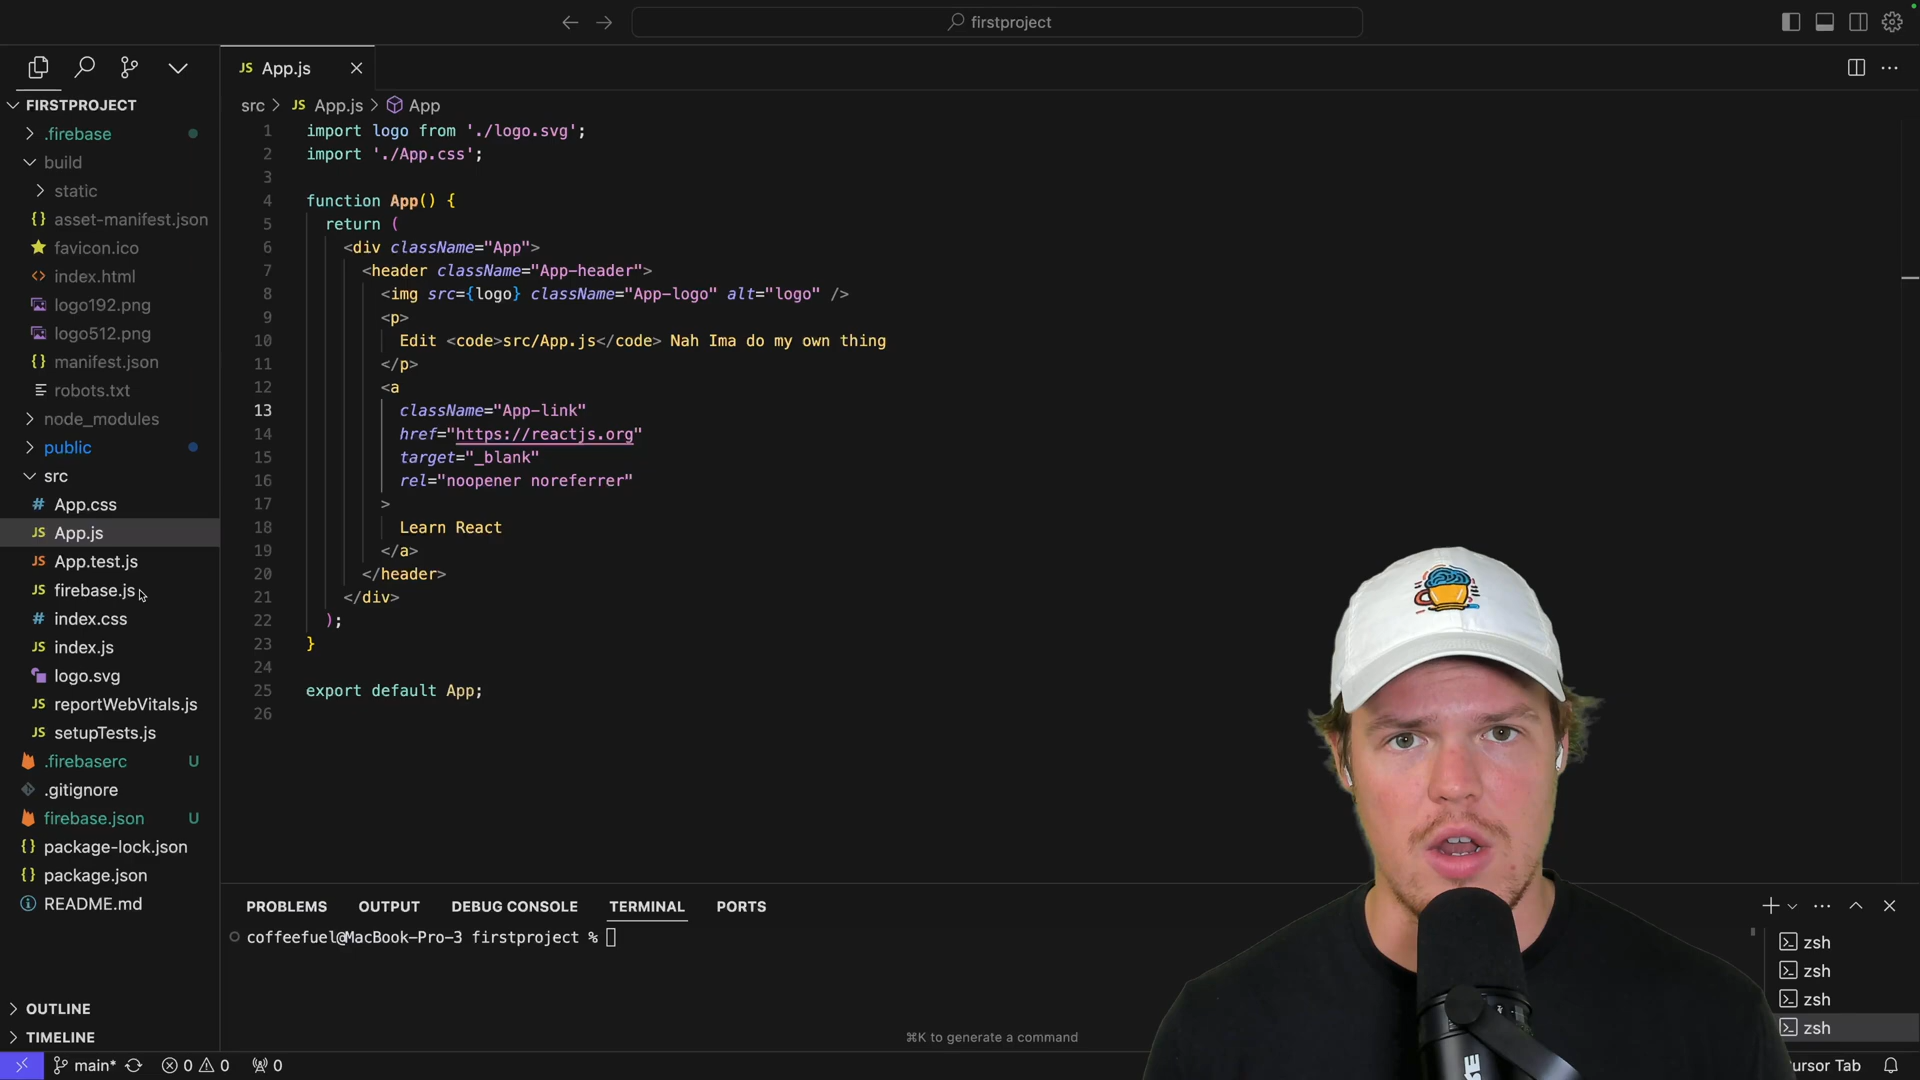 firstproject
JS App.js
FIRSTPROJECT
.firebase
build
static
{} asset-manifest.json
favicon.ico
<> index.html
logo192.png
logo512.png
{} manifest.json
robots.txt
node_modules
public
src
# App.css
JS App.js
JS App.test.js
JS firebase.js
# index.css
JS index.js
logo.svg
JS reportWebVitals.js
JS setupTests.js
.firebaserc U
.gitignore
firebase.json U
{} package-lock.json
{} package.json
README.md
OUTLINE
TIMELINE
src > JS App.js > App
1 import logo from './logo.svg';
2 import './App.css';
3
4 function App() {
5 return (
6 <div className="App">
7 <header className="App-header">
8 <img src={logo} className="App-logo" alt="logo" />
9 <p>
10 Edit <code>src/App.js</code> Nah Ima do my own thing
11 </p>
12 <a
13 className="App-link"
14 href="https://reactjs.org"
15 target="_blank"
16 rel="noopener noreferrer"
17 >
18 Learn React
19 </a>
20 </header>
21 </div>
22 );
23 }
24
25 export default App;
26
PROBLEMS OUTPUT DEBUG CONSOLE TERMINAL PORTS
coffeefuel@MacBook-Pro-3 firstproject %
zsh
zsh
zsh
zsh
⌘K to generate a command
main* 0 0 0
ursor Tab